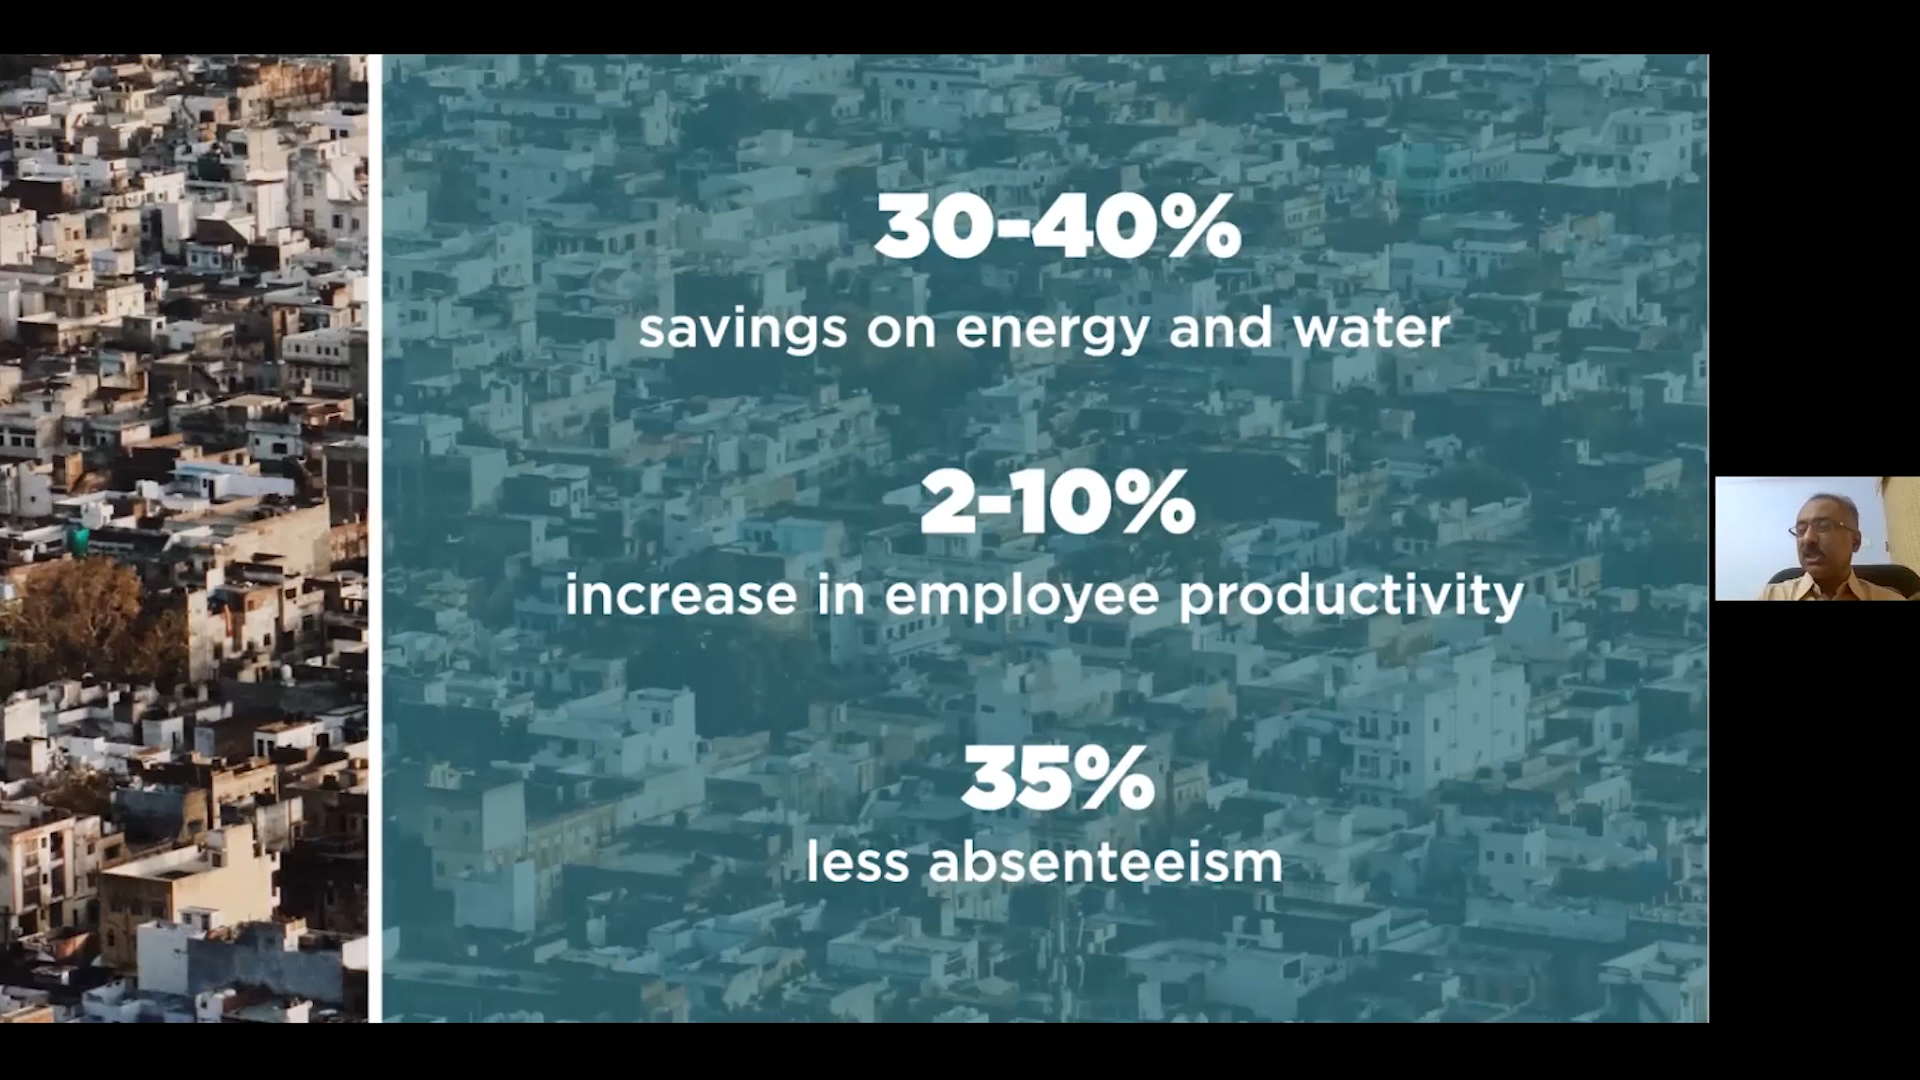 30-40%
savings on energy and water
2-10%
increase in employee productivity
35%
less absenteeism